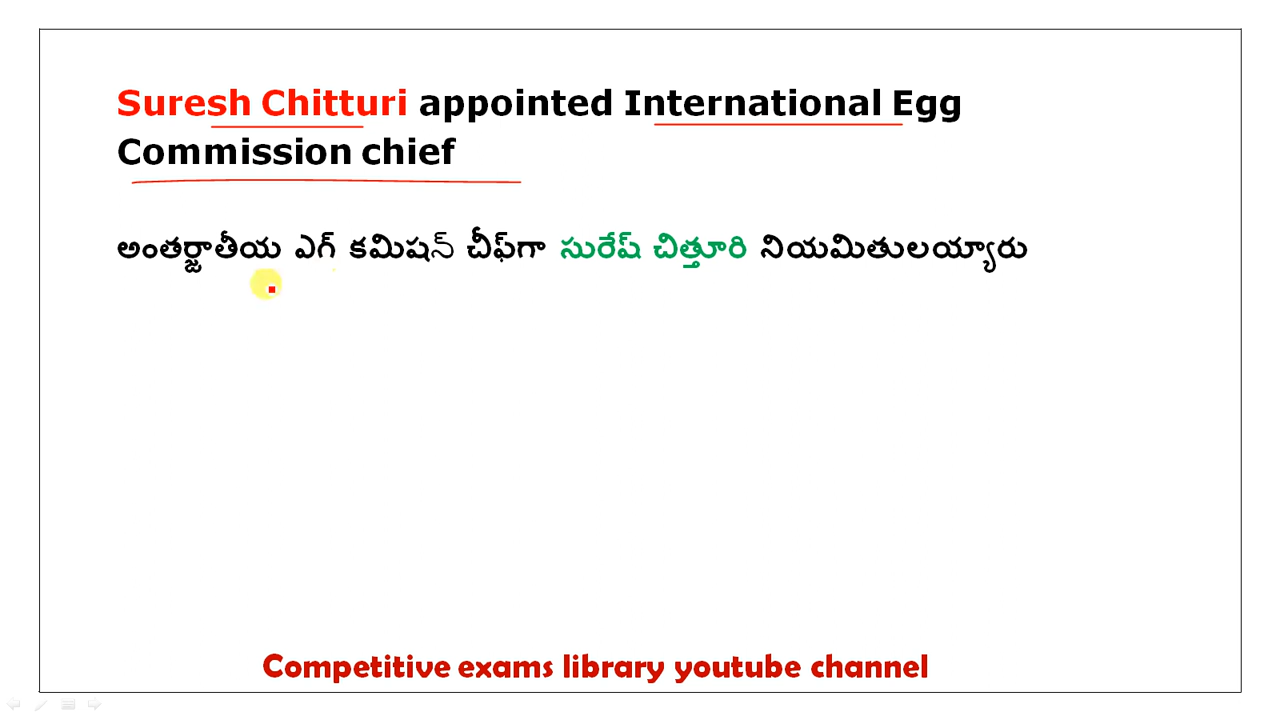 Suresh Chitturi appointed International Egg
Commission chief
అంతర్జాతీయ ఎగ్ కమిషన్ చీఫ్‌గా సురేష్ చిత్తూరి నియమితులయ్యారు
Competitive exams library youtube channel